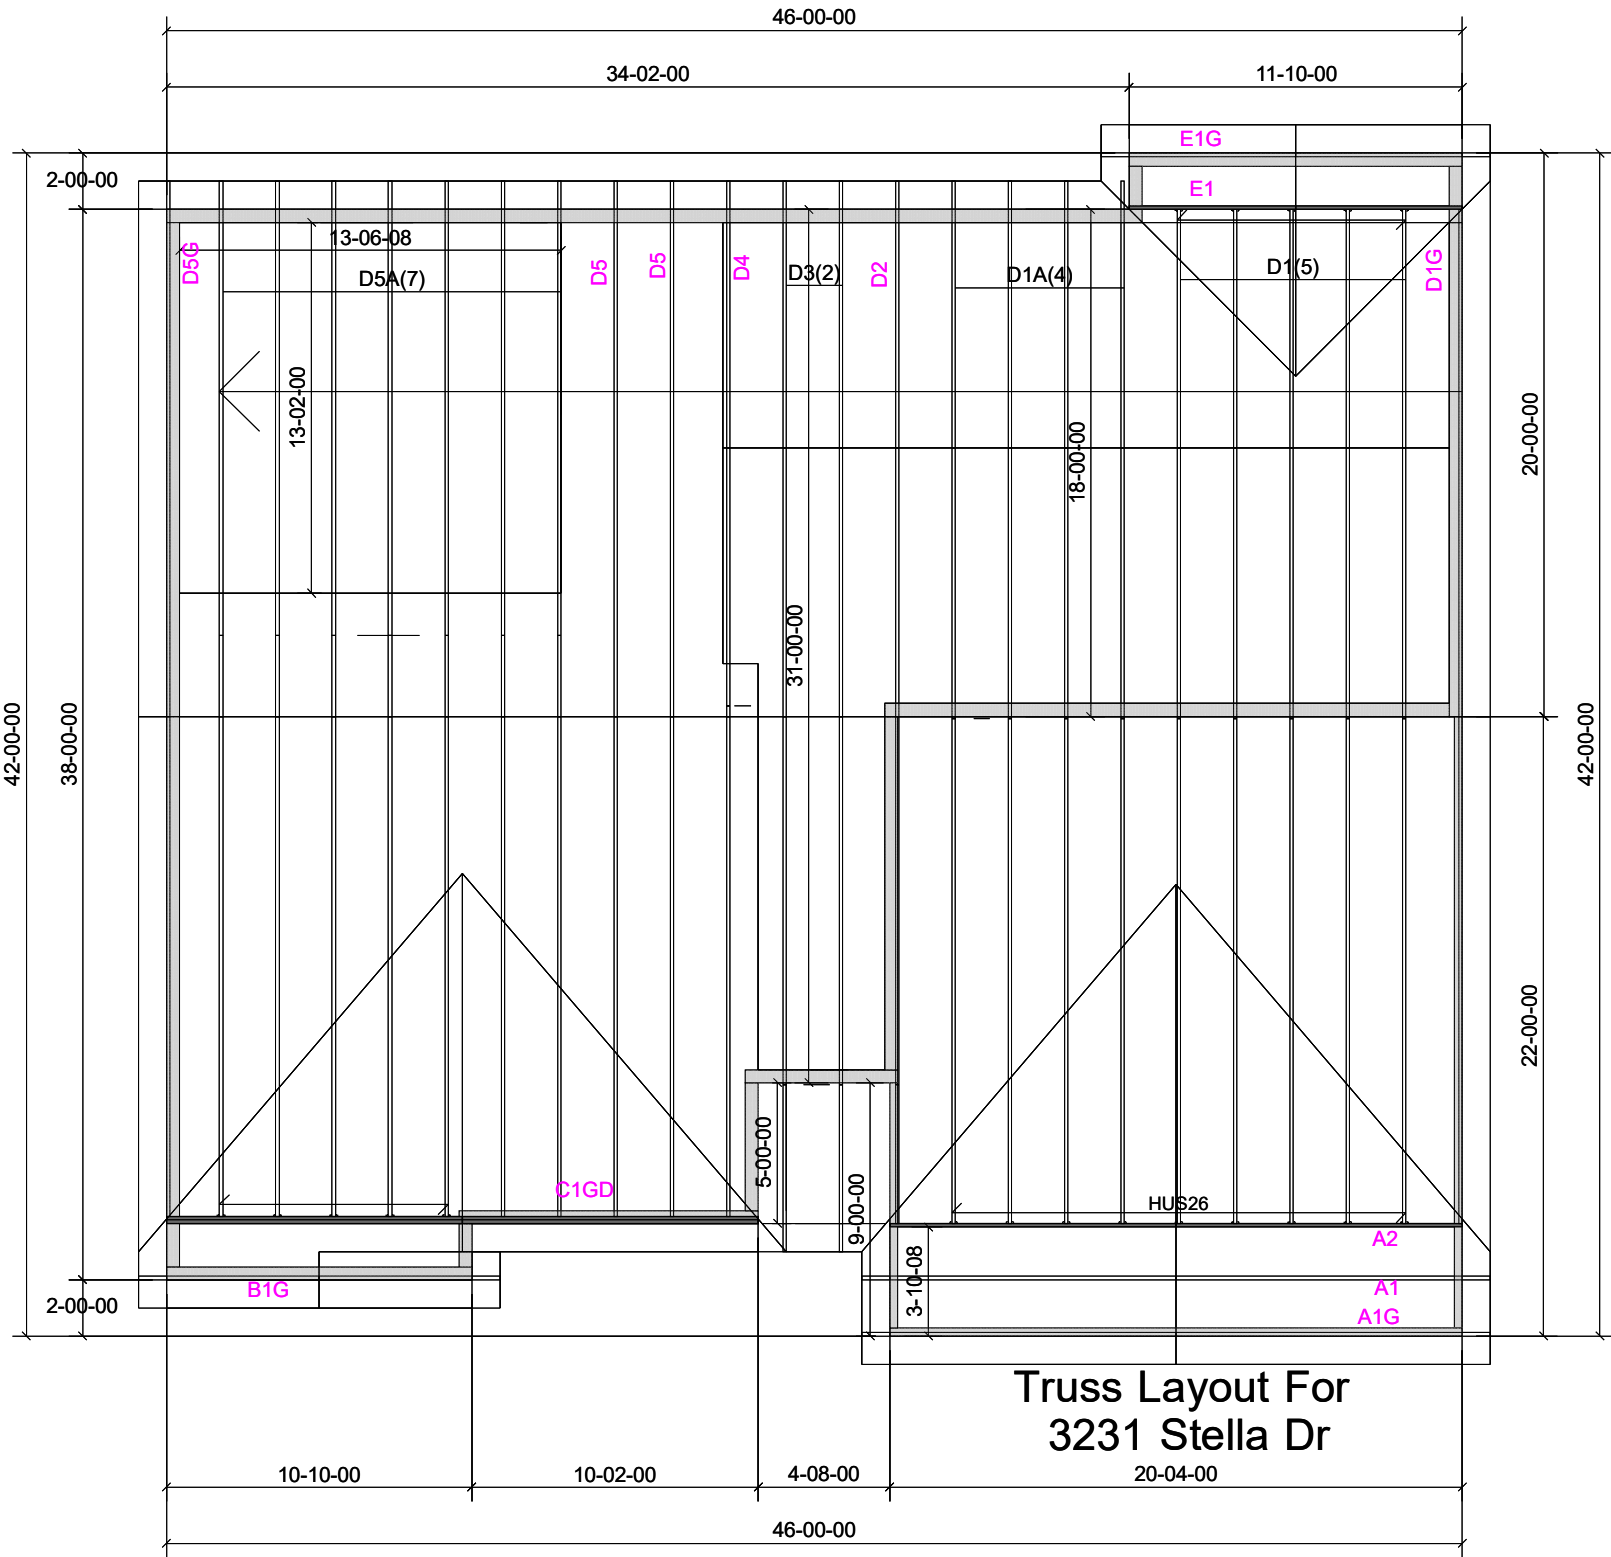 46-00-00
34-02-00
11-10-00
E1G
2-00-00
E1
13-06-08
D5G
D5
D5
D4
D3(2)
D2
D1A(4)
D1(5)
D1G
D5A(7)
13-02-00
18-00-00
20-00-00
31-00-00
42-00-00
38-00-00
42-00-00
22-00-00
5-00-00
9-00-00
C1GD
HUS26
A2
3-10-08
B1G
A1
2-00-00
A1G
Truss Layout For
3231 Stella Dr
10-10-00
10-02-00
4-08-00
20-04-00
46-00-00